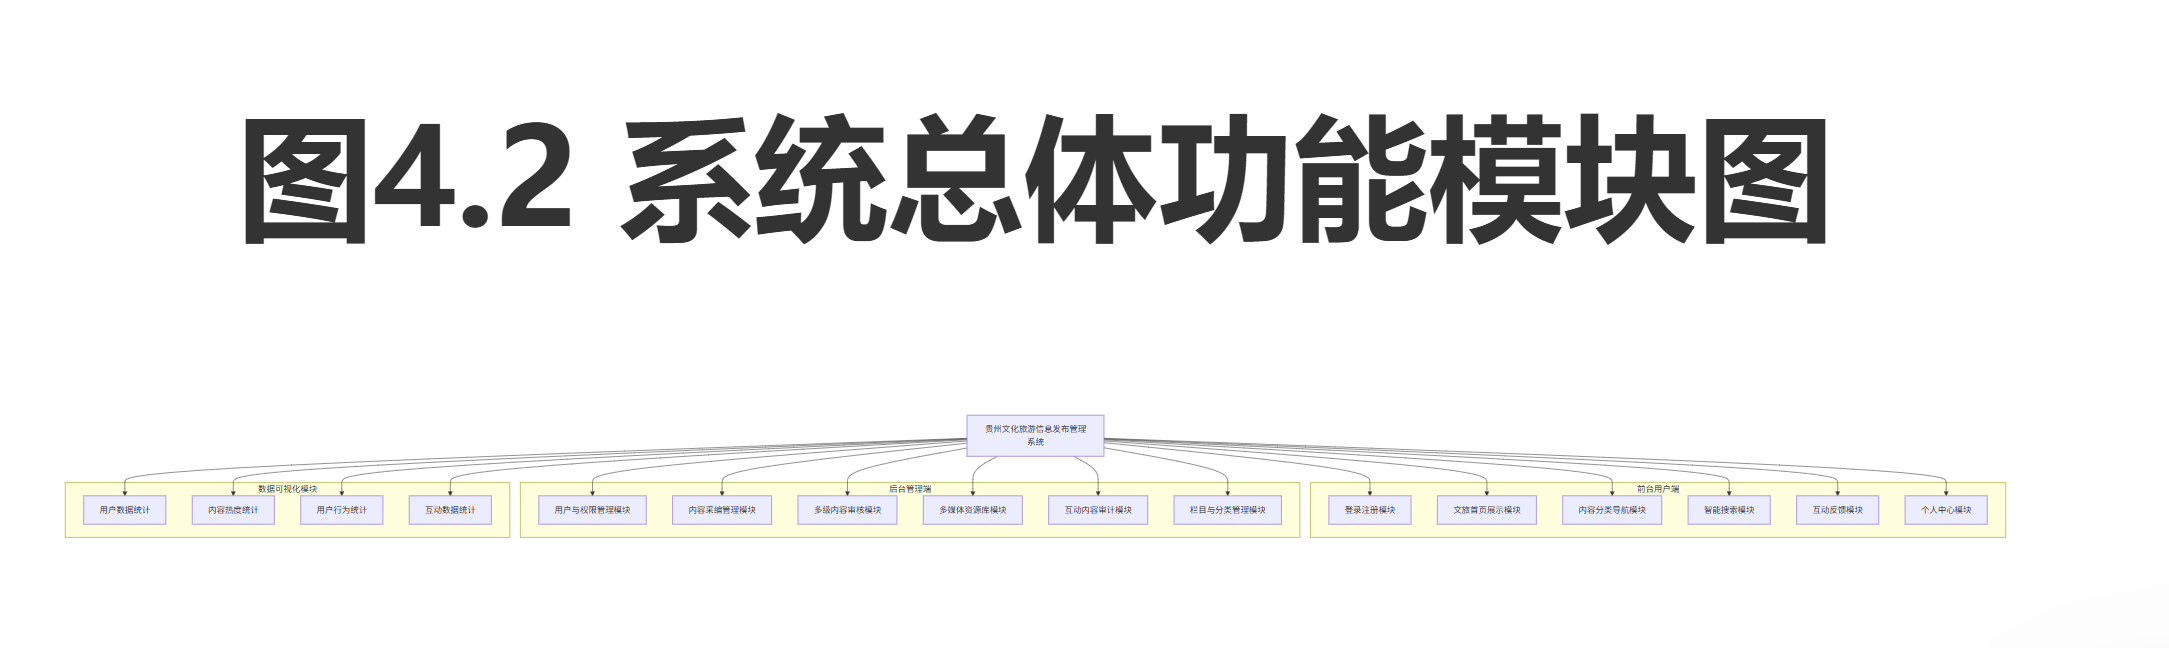 图4.2 系统总体功能模块图
贵州文化旅游信息发布管理
系统
数据可视化模块
用户数据统计
内容热度统计
用户行为统计
互动数据统计
后台管理端
用户与权限管理模块
内容采编管理模块
多级内容审核模块
多媒体资源库模块
互动内容审计模块
栏目与分类管理模块
前台用户端
登录注册模块
文旅首页展示模块
内容分类导航模块
智能搜索模块
互动反馈模块
个人中心模块